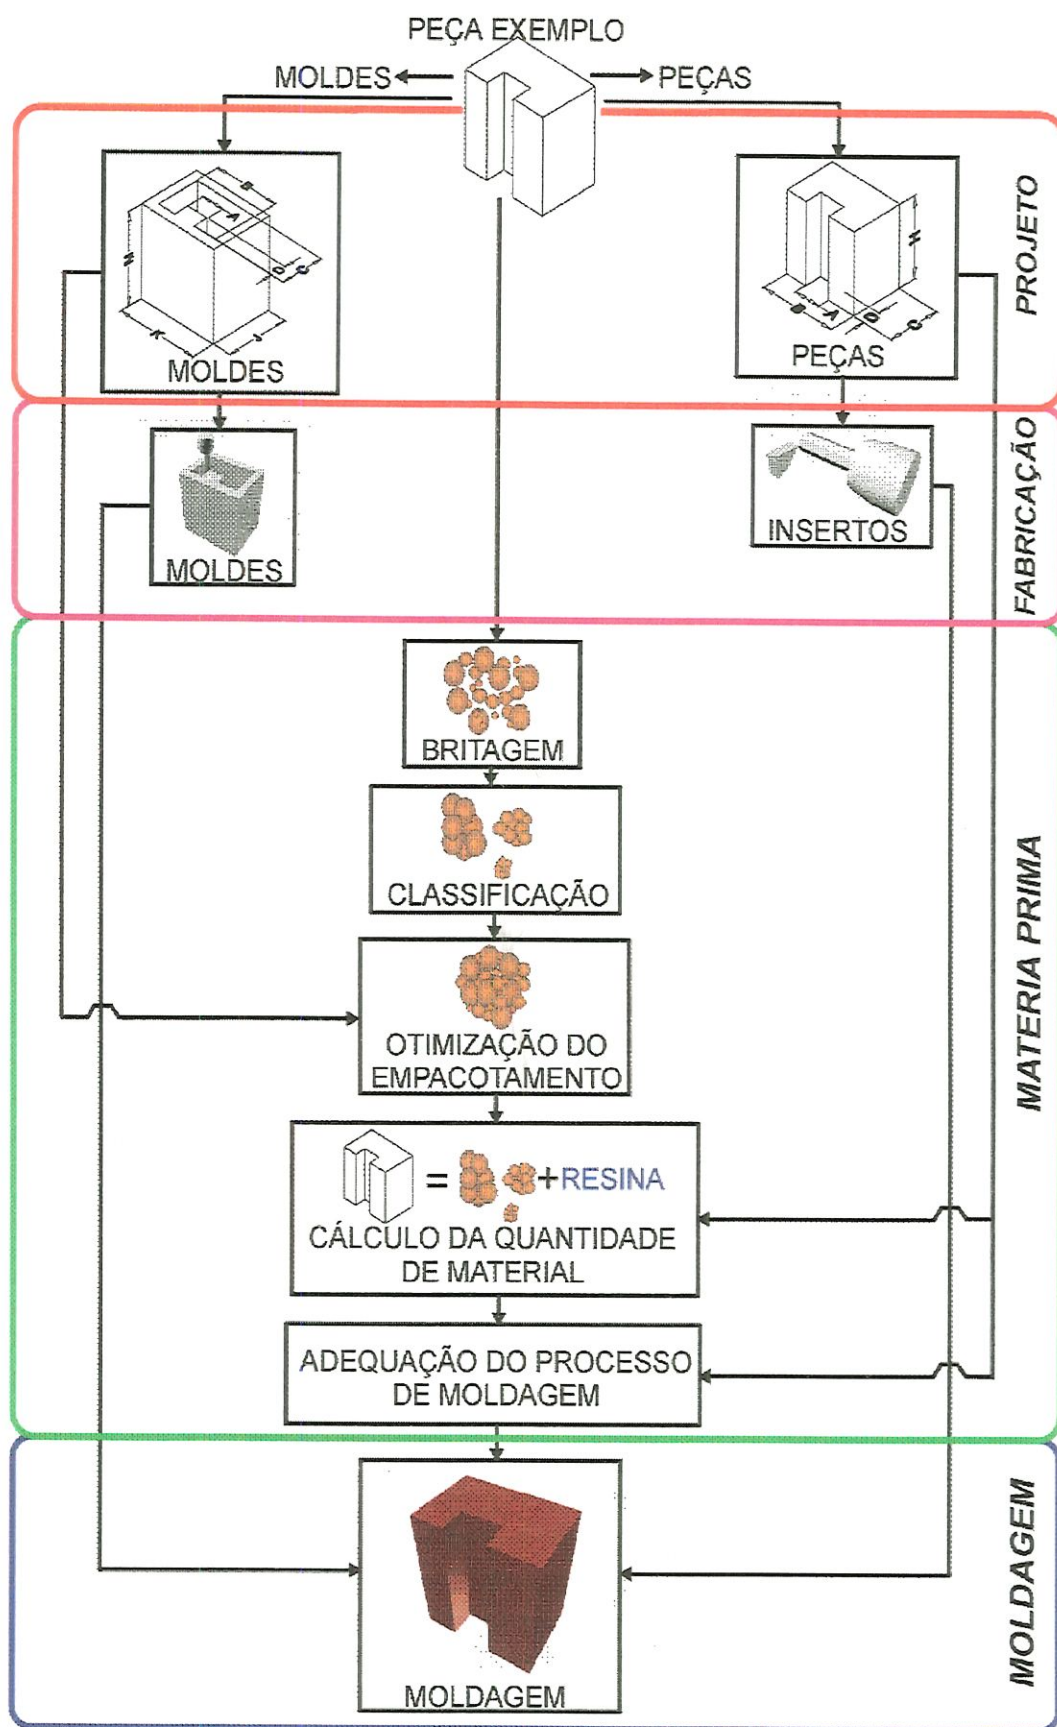 PEÇA EXEMPLO
MOLDES
PEÇAS
PROJETO
H
B
A
D
C
K
J
MOLDES
H
B
A
D
C
PEÇAS
FABRICAÇÃO
MOLDES
INSERTOS
MATERIA PRIMA
BRITAGEM
CLASSIFICAÇÃO
OTIMIZAÇÃO DO
EMPACOTAMENTO
= + RESINA
CÁLCULO DA QUANTIDADE
DE MATERIAL
ADEQUAÇÃO DO PROCESSO
DE MOLDAGEM
MOLDAGEM
MOLDAGEM